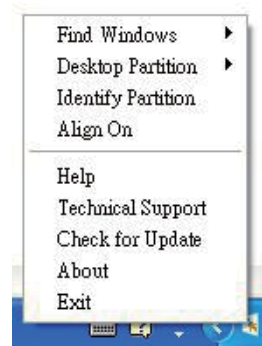 Find Windows
Desktop Partition
Identify Partition
Align On
Help
Technical Support
Check for Update
About
Exit